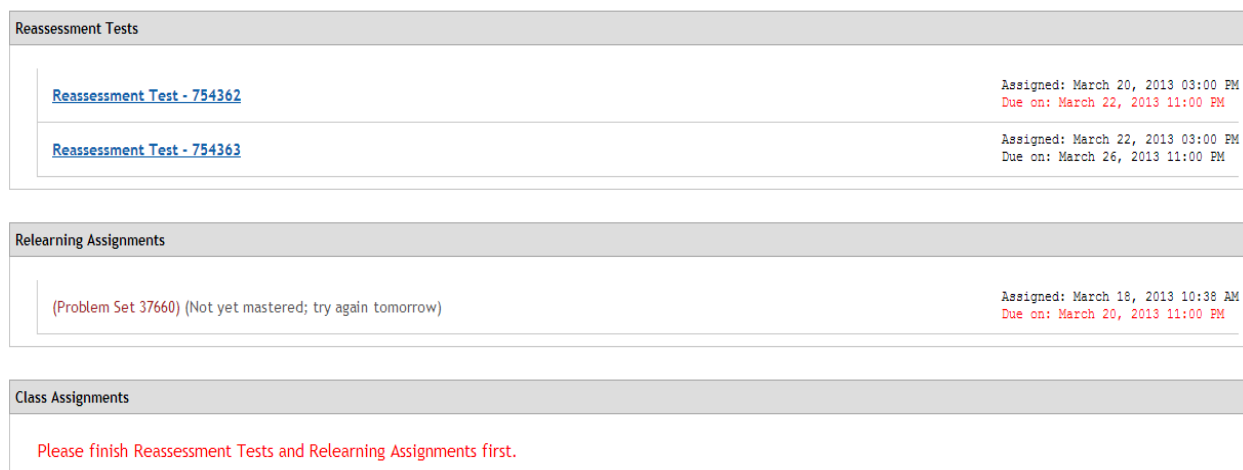 Reassessment Tests
Reassessment Test - 754362
Assigned: March 20, 2013 03:00 PM
Due on: March 22, 2013 11:00 PM
Reassessment Test - 754363
Assigned: March 22, 2013 03:00 PM
Due on: March 26, 2013 11:00 PM
Relearning Assignments
(Problem Set 37660) (Not yet mastered; try again tomorrow)
Assigned: March 18, 2013 10:38 AM
Due on: March 20, 2013 11:00 PM
Class Assignments
Please finish Reassessment Tests and Relearning Assignments first.